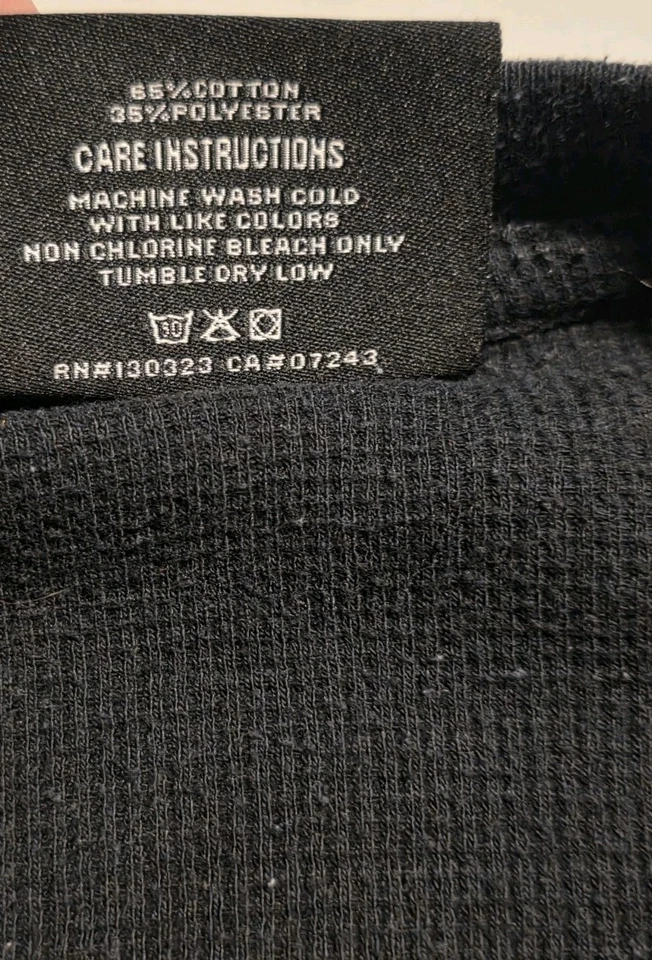 65%COTTON
35%POLYESTER
CARE INSTRUCTIONS
MACHINE WASH COLD
WITH LIKE COLORS
NON CHLORINE BLEACH ONLY
TUMBLE DRY LOW
30
RN#130323 CA#07243